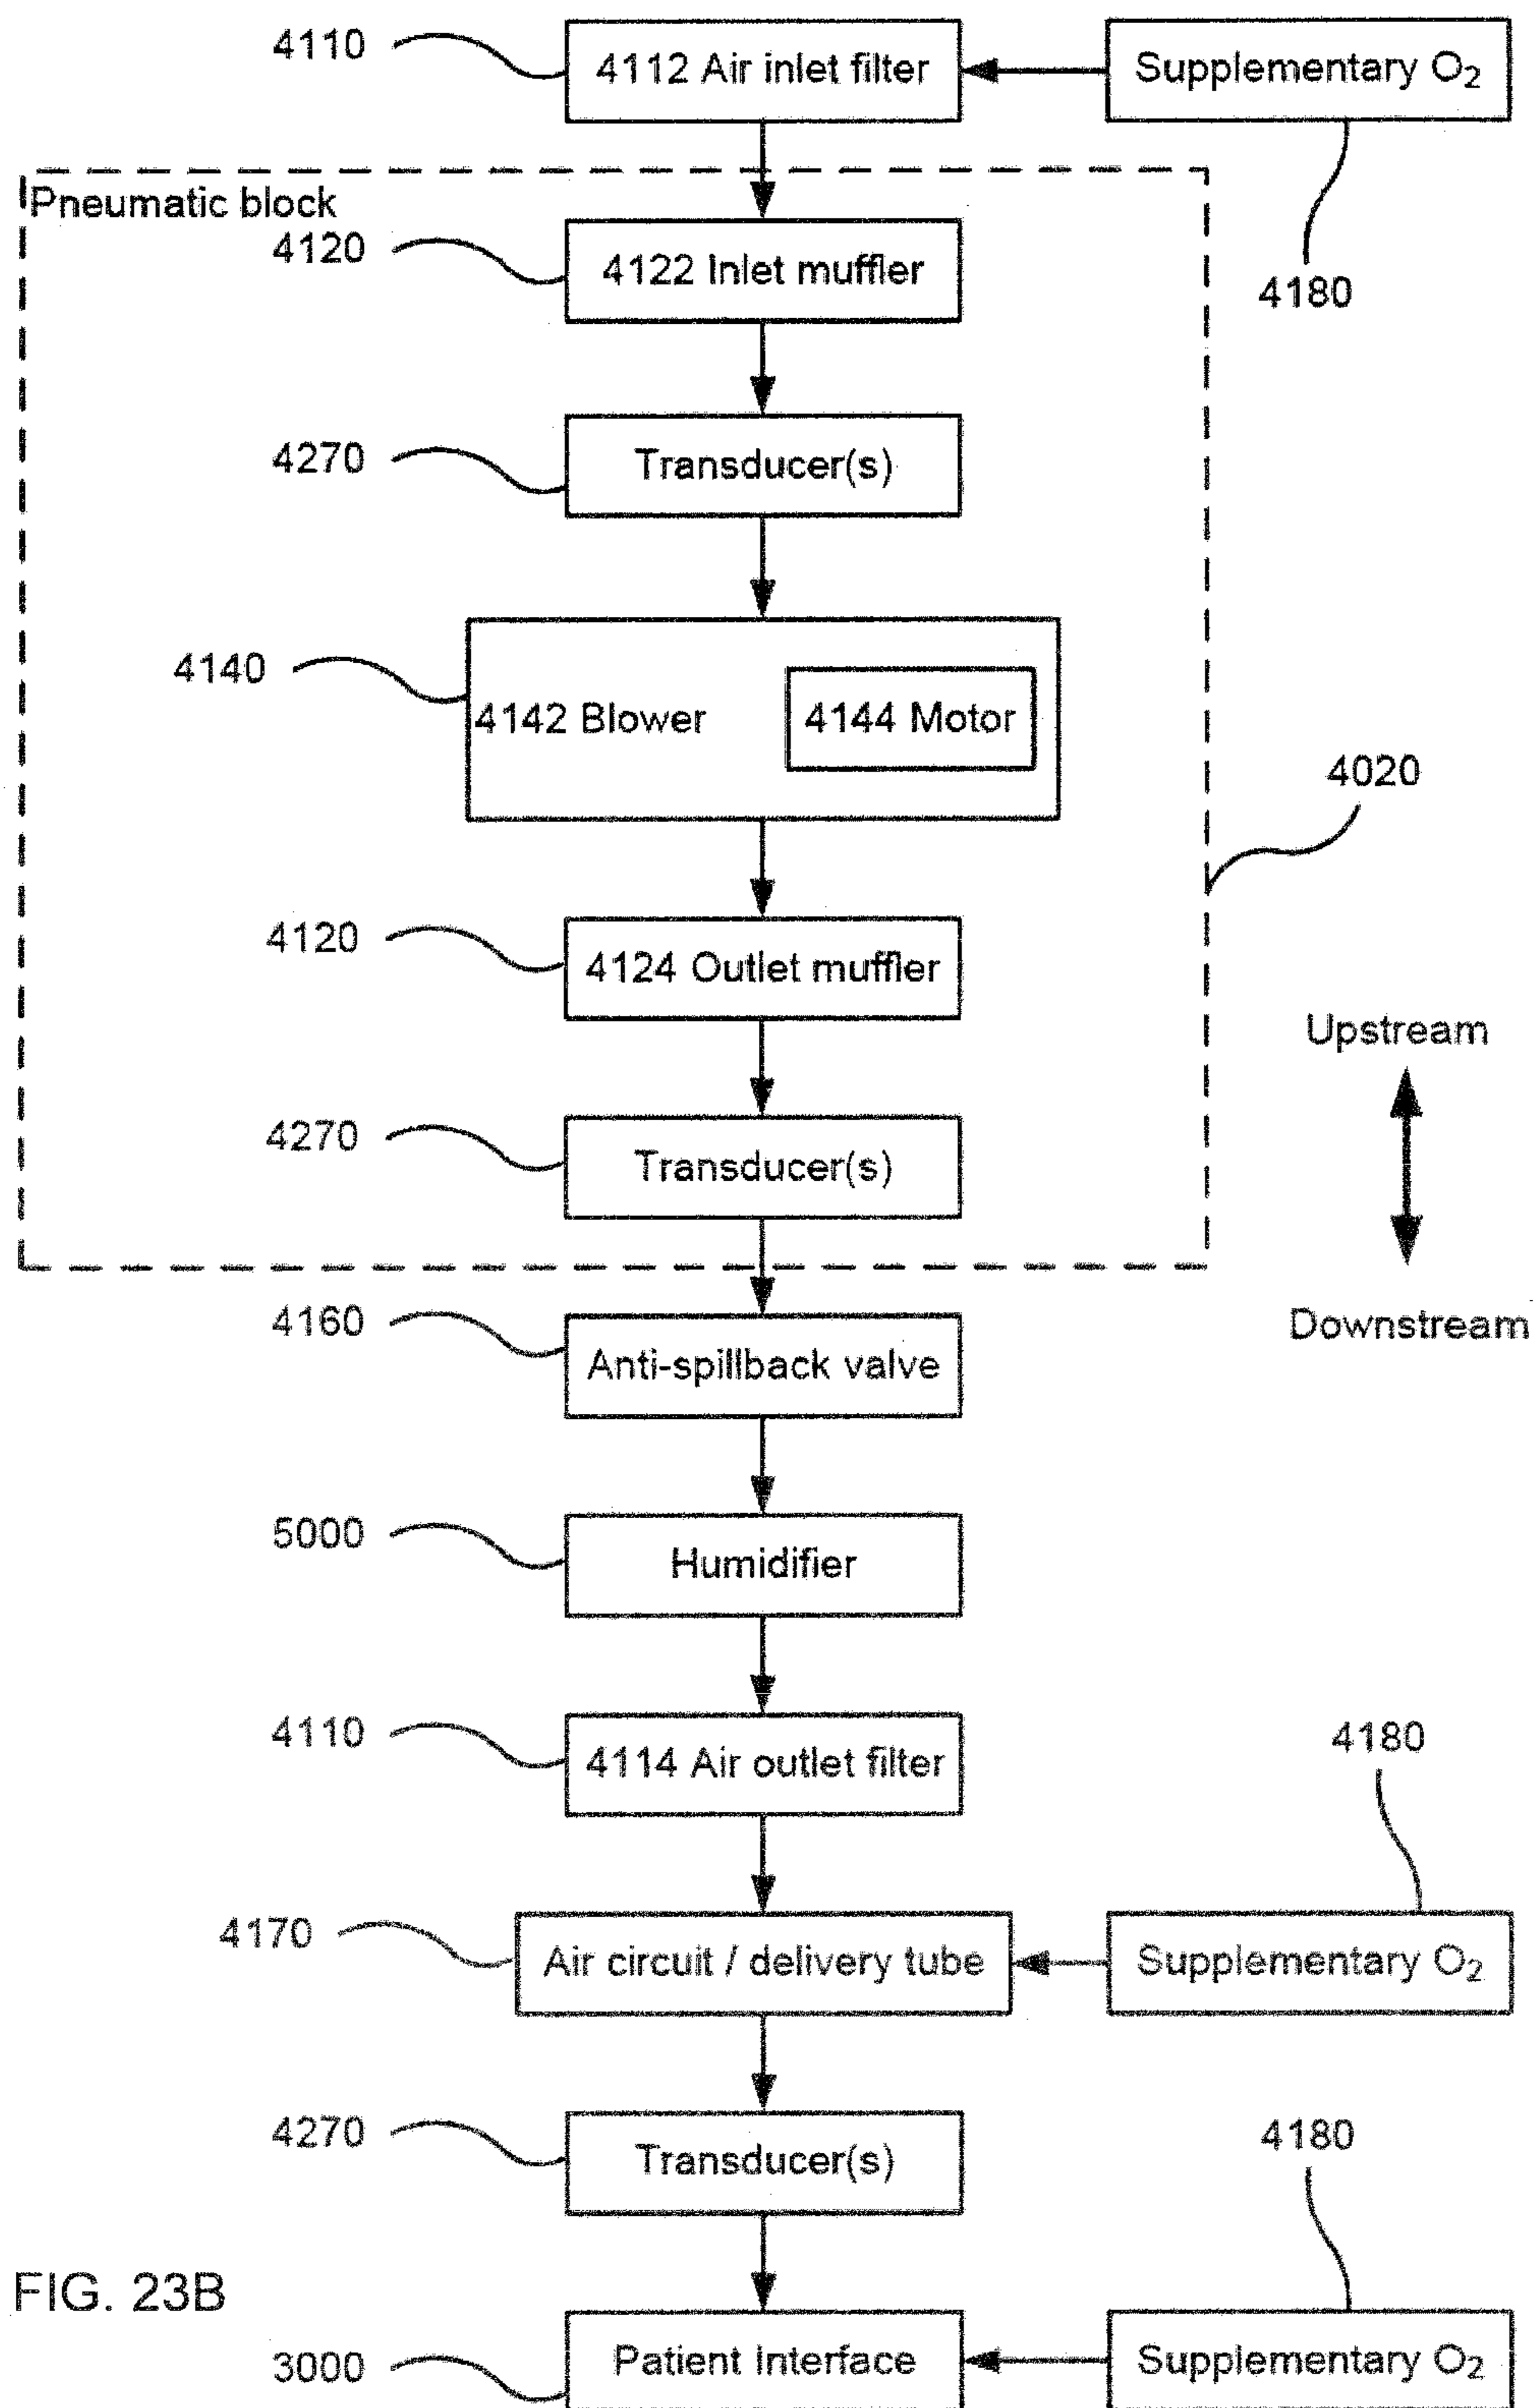 4110
4112 Air inlet filter
Supplementary O₂
Pneumatic block
4120
4122 Inlet muffler
4180
4270
Transducer(s)
4140
4142 Blower
4144 Motor
4020
4120
4124 Outlet muffler
Upstream
4270
Transducer(s)
Downstream
4160
Anti-spillback valve
5000
Humidifier
4110
4114 Air outlet filter
4180
4170
Air circuit / delivery tube
Supplementary O₂
4270
Transducer(s)
4180
FIG. 23B
3000
Patient Interface
Supplementary O₂